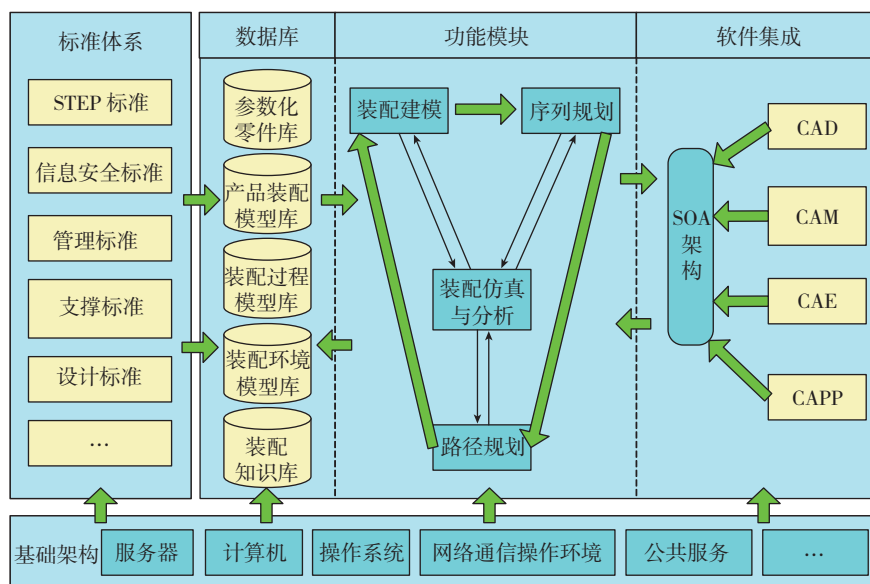 标准体系
STEP 标准
信息安全标准
管理标准
支撑标准
设计标准
…
数据库
参数化
零件库
产品装配
模型库
装配过程
模型库
装配环境
模型库
装配
知识库
功能模块
装配建模
序列规划
装配仿真
与分析
路径规划
软件集成
SOA
架
构
CAD
CAM
CAE
CAPP
基础架构
服务器
计算机
操作系统
网络通信操作环境
公共服务
…